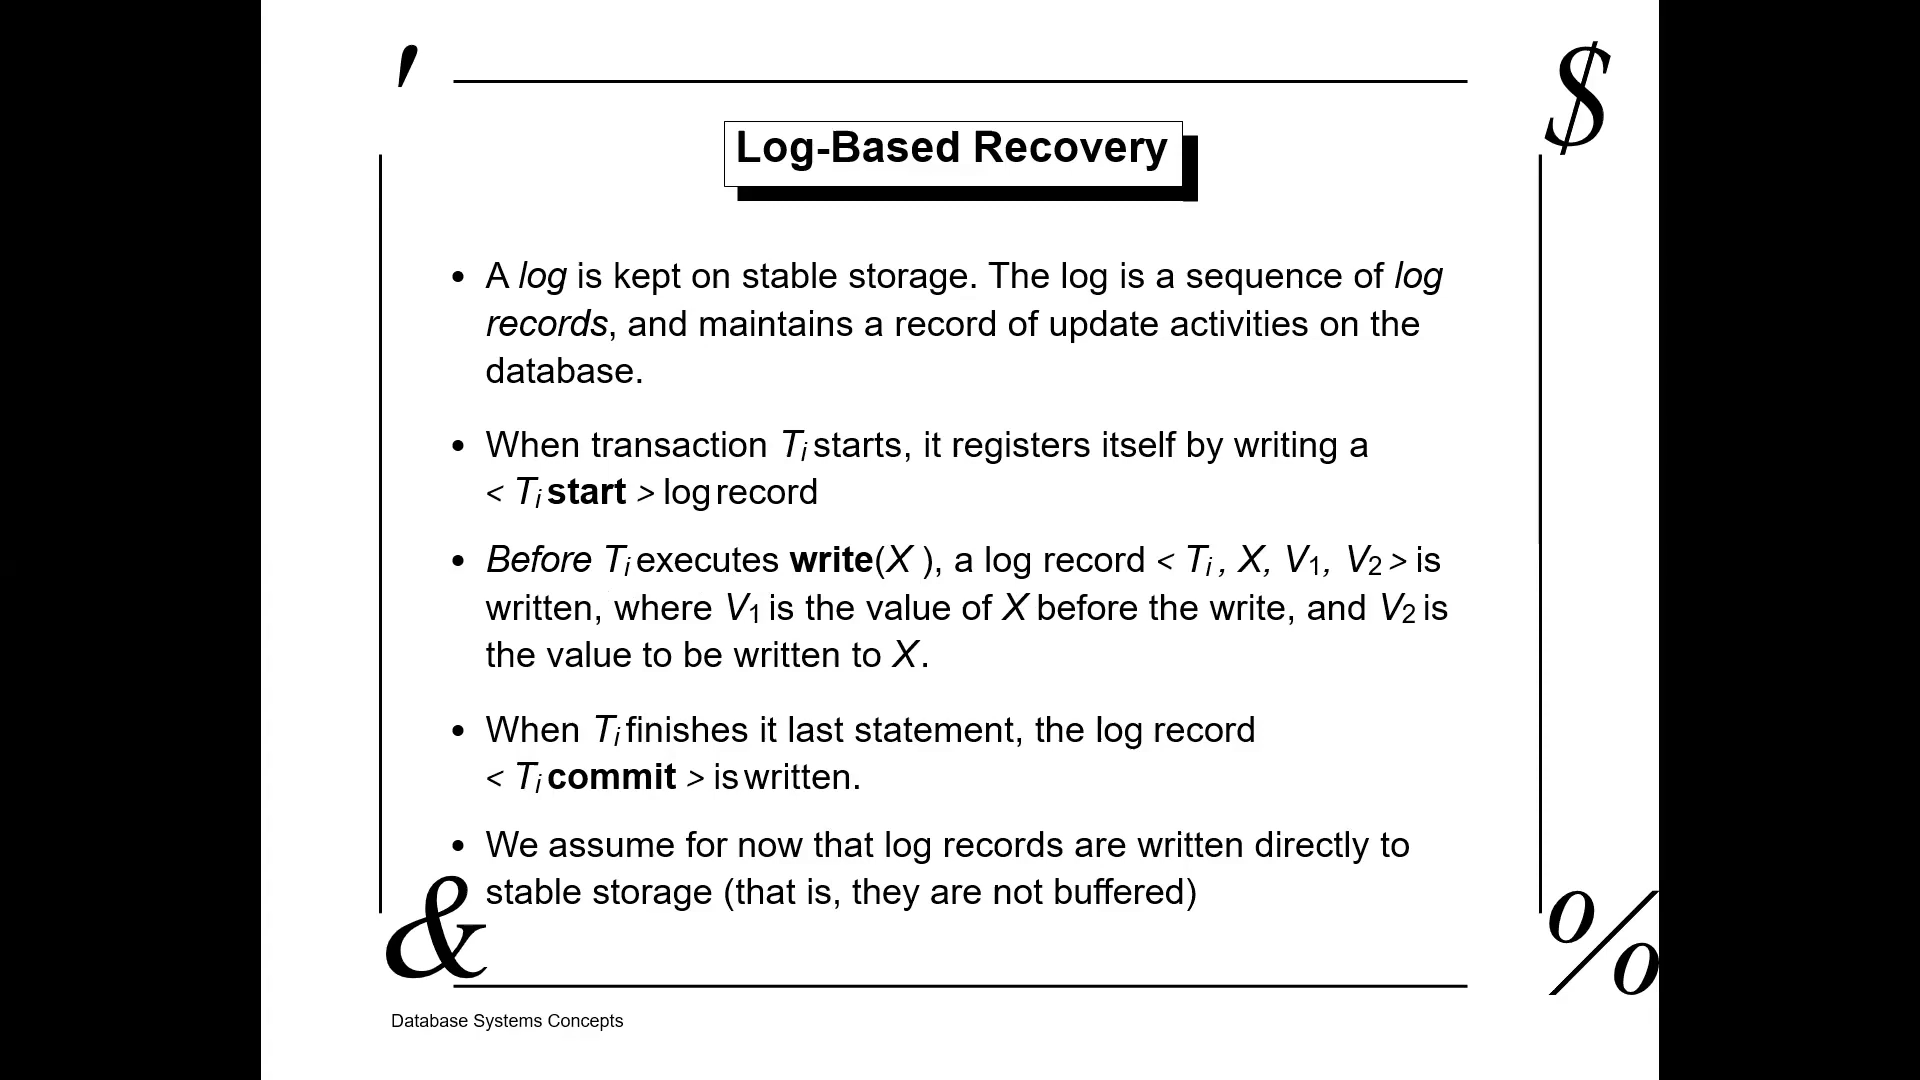 '
$
Log-Based Recovery
• A log is kept on stable storage. The log is a sequence of log
records, and maintains a record of update activities on the
database.
• When transaction Ti starts, it registers itself by writing a
< Ti start > log record
• Before Ti executes write(X ), a log record < Ti , X, V1, V2 > is
written, where V1 is the value of X before the write, and V2 is
the value to be written to X.
• When Ti finishes it last statement, the log record
< Ti commit > is written.
• We assume for now that log records are written directly to
stable storage (that is, they are not buffered)
&
%
Database Systems Concepts